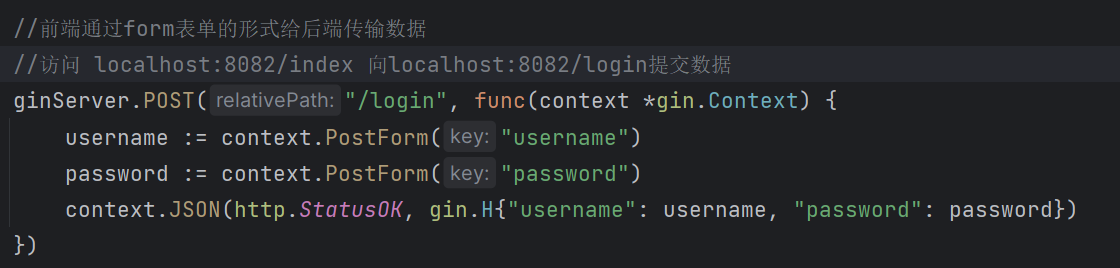 //前端通过form表单的形式给后端传输数据
//访问 localhost:8082/index 向localhost:8082/login提交数据
ginServer.POST( relativePath: "/login", func(context *gin.Context) {
    username := context.PostForm( key: "username")
    password := context.PostForm( key: "password")
    context.JSON(http.StatusOK, gin.H{"username": username, "password": password})
})